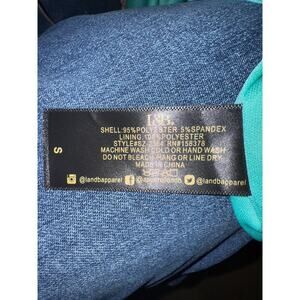 L&B.
SHELL:95%POLYESTER 5%SPANDEX
LINING:100%POLYESTER
MACHINE WASH COLD OR HAND WASH
DO NOT BLEACH HANG OR LINE DRY
MADE IN CHINA
@landbapparel
@landbapparel
S